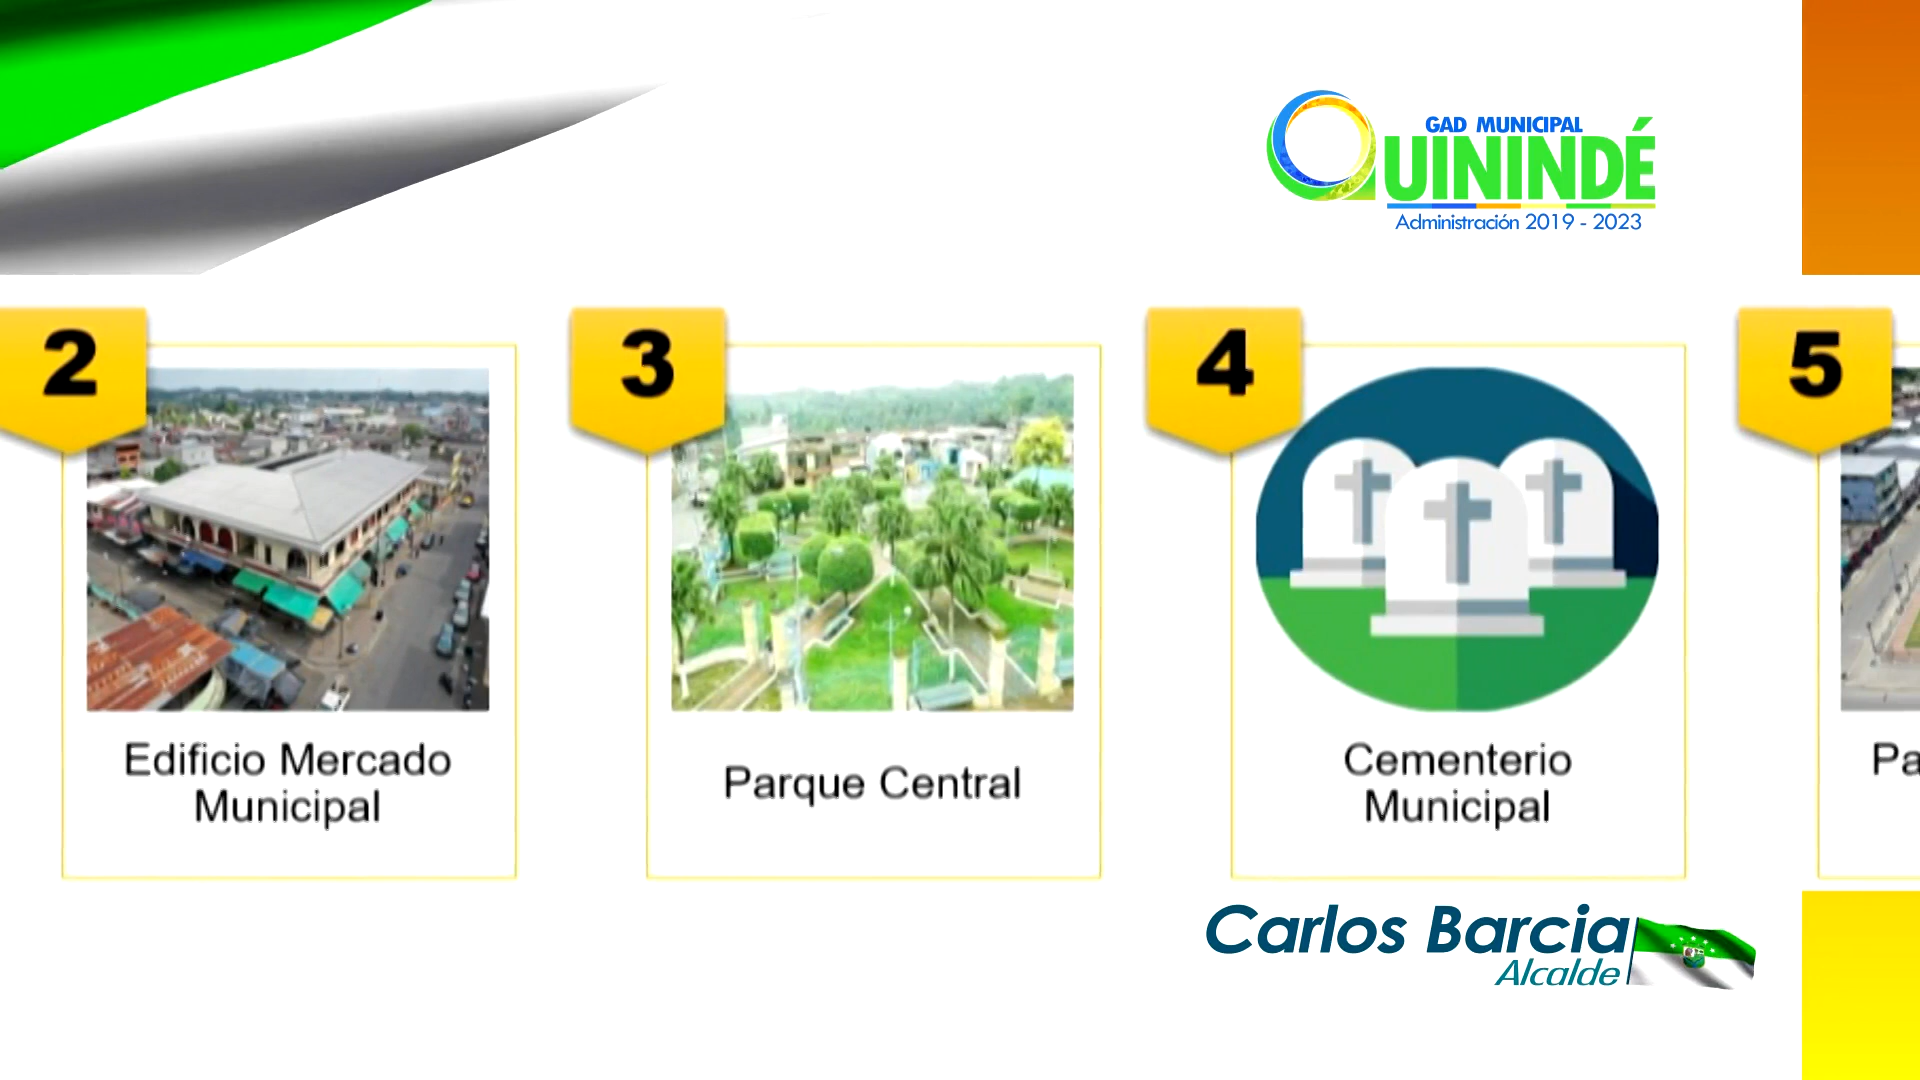 GAD MUNICIPAL
QUININDÉ
Administración 2019 - 2023
2
3
4
5
Edificio Mercado
Municipal
Parque Central
Cementerio
Municipal
Pa
Carlos Barcia
Alcalde